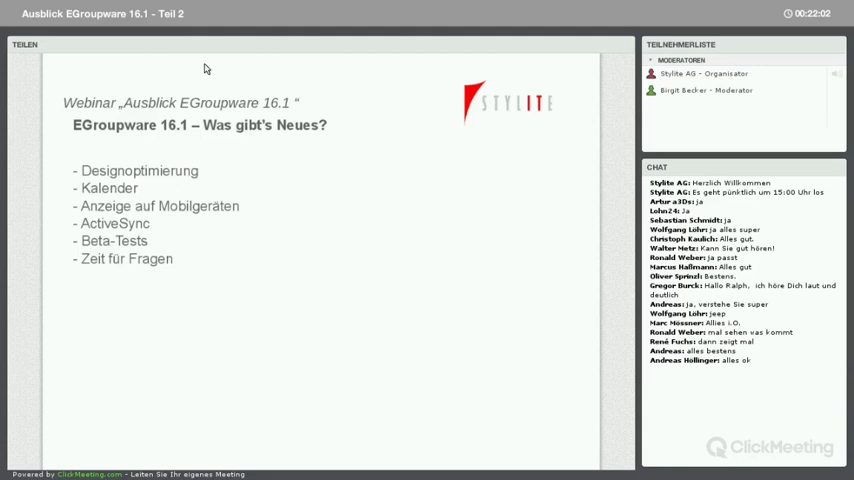 Ausblick EGroupware 16.1 - Teil 2
00:22:02
TEILEN
Webinar „Ausblick EGroupware 16.1 “
EGroupware 16.1 – Was gibt's Neues?
STYLITE
- Designoptimierung
- Kalender
- Anzeige auf Mobilgeräten
- ActiveSync
- Beta-Tests
- Zeit für Fragen
TEILNEHMERLISTE
MODERATOREN
Stylite AG - Organisator
Birgit Becker - Moderator
CHAT
Stylite AG: Herzlich Willkommen
Stylite AG: Es geht pünktlich um 15:00 Uhr los
Artur a3Ds: ja
Lohn24: Ja
Sebastian Schmidt: ja
Wolfgang Löhr: ja alles super
Christoph Kaulich: Alles gut.
Walter Metz: Kann Sie gut hören!
Ronald Weber: ja passt
Marcus Haßmann: Alles gut
Oliver Sprinzl: Bestens.
Gregor Burck: Hallo Ralph, ich höre Dich laut und
deutlich
Andreas: ja, verstehe Sie super
Wolfgang Löhr: jeep
Marc Mössner: Allies i.O.
Ronald Weber: mal sehen vas kommt
René Fuchs: dann zeigt mal
Andreas: alles bestens
Andreas Höllinger: alles ok
ClickMeeting
Powered by ClickMeeting.com - Leiten Sie Ihr eigenes Meeting